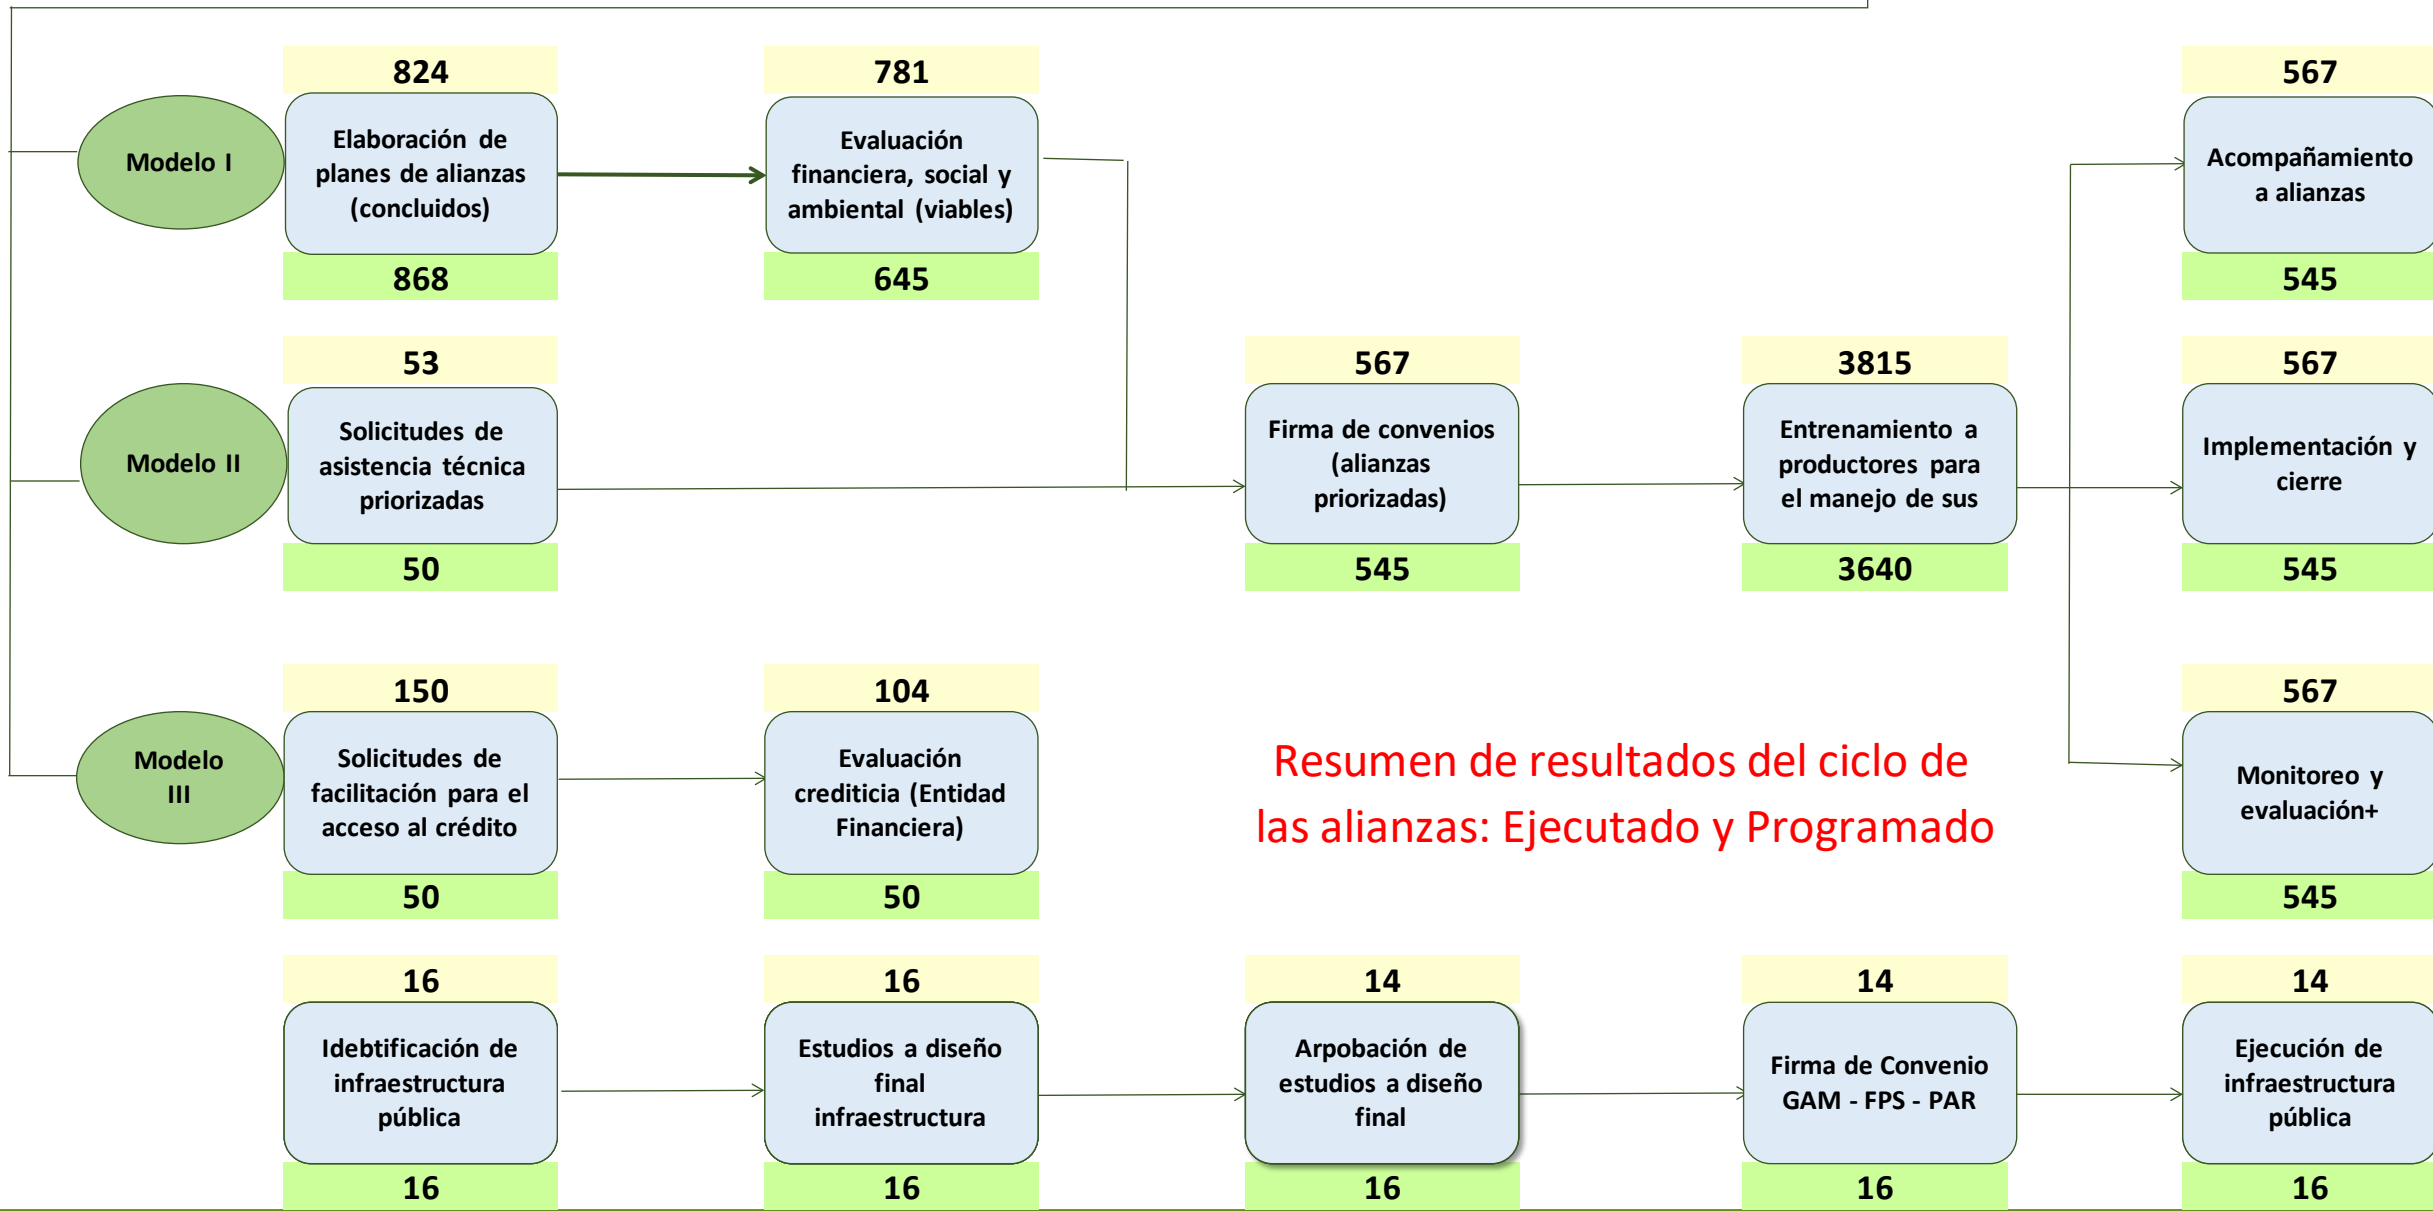 824
781
567
Modelo I
Elaboración de
planes de alianzas
(concluidos)
Evaluación
financiera, social y
ambiental (viables)
Acompañamiento
a alianzas
868
645
545
53
567
3815
567
Modelo II
Solicitudes de
asistencia técnica
priorizadas
Firma de convenios
(alianzas
priorizadas)
Entrenamiento a
productores para
el manejo de sus
Implementación y
cierre
50
545
3640
545
150
104
567
Modelo
III
Solicitudes de
facilitación para el
acceso al crédito
Evaluación
crediticia (Entidad
Financiera)
Resumen de resultados del ciclo de
las alianzas: Ejecutado y Programado
Monitoreo y
evaluación+
50
50
545
16
16
14
14
14
Idebtificación de
infraestructura
pública
Estudios a diseño
final
infraestructura
Arpobación de
estudios a diseño
final
Firma de Convenio
GAM - FPS - PAR
Ejecución de
infraestructura
pública
16
16
16
16
16